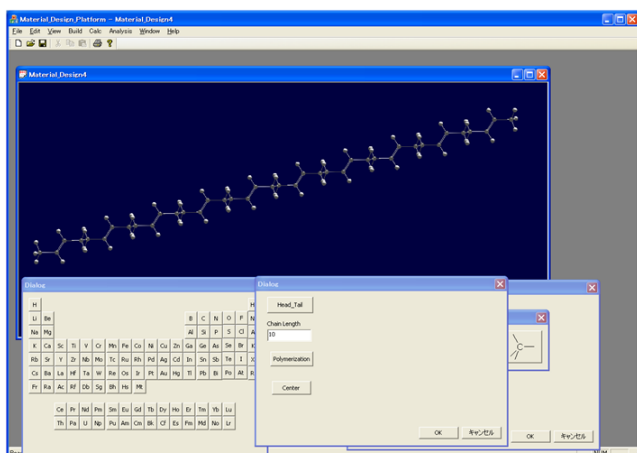 Material_Design_Platform - Material_Design4
File Edit View Build Calc Analysis Window Help
Material_Design4
Dialog
H
Li Be B C N O F
Na Mg Al Si P S Cl
K Ca Sc Ti V Cr Mn Fe Co Ni Cu Zn Ga Ge As Se Br
Rb Sr Y Zr Nb Mo Tc Ru Rh Pd Ag Cd In Sn Sb Te I
Cs Ba La Hf Ta W Re Os Ir Pt Au Hg Tl Pb Bi Po At
Fr Ra Ac Rf Db Sg Bh Hs Mt
Ce Pr Nd Pm Sm Eu Gd Tb Dy Ho Er Tm Yb Lu
Th Pa U Np Pu Am Cm Bk Cf Es Fm Md No Lr
Dialog
Head_Tail
Chain Length
10
Polymerization
Center
OK キャンセル
C
OK キャンセル